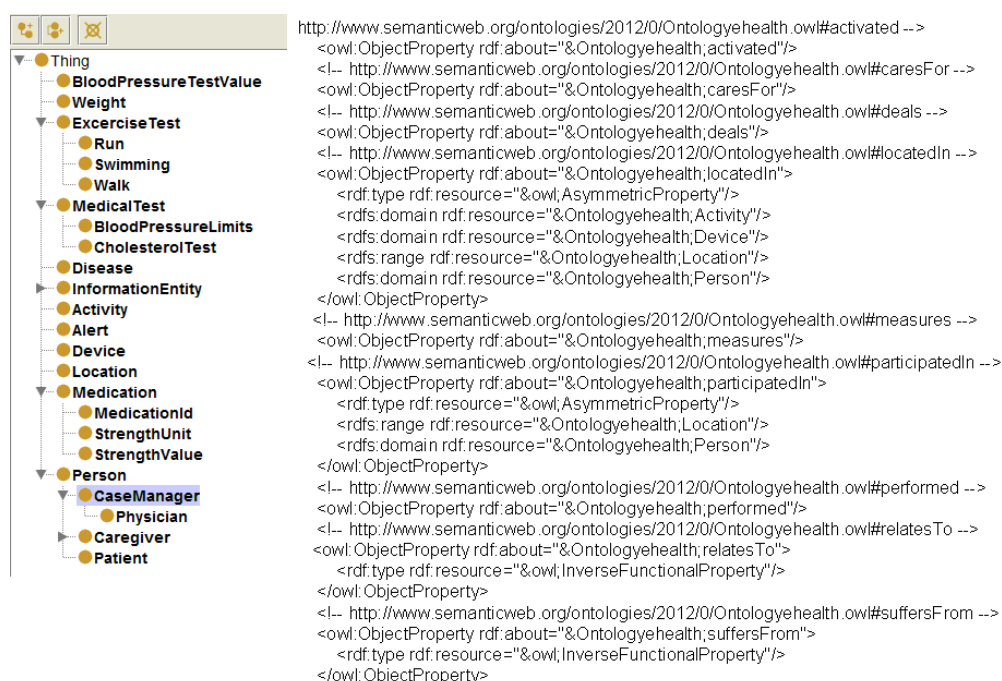 Thing
BloodPressureTestValue
Weight
ExcerciseTest
Run
Swimming
Walk
MedicalTest
BloodPressureLimits
CholesterolTest
Disease
InformationEntity
Activity
Alert
Device
Location
Medication
MedicationId
StrengthUnit
StrengthValue
Person
CaseManager
Physician
Caregiver
Patient
http://www.semanticweb.org/ontologies/2012/0/Ontologyehealth.owl#activated -->
<owl:ObjectProperty rdf:about="&Ontologyehealth;activated"/>
<!-- http://www.semanticweb.org/ontologies/2012/0/Ontologyehealth.owl#caresFor -->
<owl:ObjectProperty rdf:about="&Ontologyehealth;caresFor"/>
<!-- http://www.semanticweb.org/ontologies/2012/0/Ontologyehealth.owl#deals -->
<owl:ObjectProperty rdf:about="&Ontologyehealth;deals"/>
<!-- http://www.semanticweb.org/ontologies/2012/0/Ontologyehealth.owl#locatedIn -->
<owl:ObjectProperty rdf:about="&Ontologyehealth;locatedIn">
<rdf:type rdf:resource="&owl;AsymmetricProperty"/>
<rdfs:domain rdf:resource="&Ontologyehealth;Activity"/>
<rdfs:domain rdf:resource="&Ontologyehealth;Device"/>
<rdfs:range rdf:resource="&Ontologyehealth;Location"/>
<rdfs:domain rdf:resource="&Ontologyehealth;Person"/>
</owl:ObjectProperty>
<!-- http://www.semanticweb.org/ontologies/2012/0/Ontologyehealth.owl#measures -->
<owl:ObjectProperty rdf:about="&Ontologyehealth;measures"/>
<!-- http://www.semanticweb.org/ontologies/2012/0/Ontologyehealth.owl#participatedIn -->
<owl:ObjectProperty rdf:about="&Ontologyehealth;participatedIn">
<rdf:type rdf:resource="&owl;AsymmetricProperty"/>
<rdfs:range rdf:resource="&Ontologyehealth;Location"/>
<rdfs:domain rdf:resource="&Ontologyehealth;Person"/>
</owl:ObjectProperty>
<!-- http://www.semanticweb.org/ontologies/2012/0/Ontologyehealth.owl#performed -->
<owl:ObjectProperty rdf:about="&Ontologyehealth;performed"/>
<!-- http://www.semanticweb.org/ontologies/2012/0/Ontologyehealth.owl#relatesTo -->
<owl:ObjectProperty rdf:about="&Ontologyehealth;relatesTo">
<rdf:type rdf:resource="&owl;InverseFunctionalProperty"/>
</owl:ObjectProperty>
<!-- http://www.semanticweb.org/ontologies/2012/0/Ontologyehealth.owl#suffersFrom -->
<owl:ObjectProperty rdf:about="&Ontologyehealth;suffersFrom">
<rdf:type rdf:resource="&owl;InverseFunctionalProperty"/>
</owl:ObjectProperty>